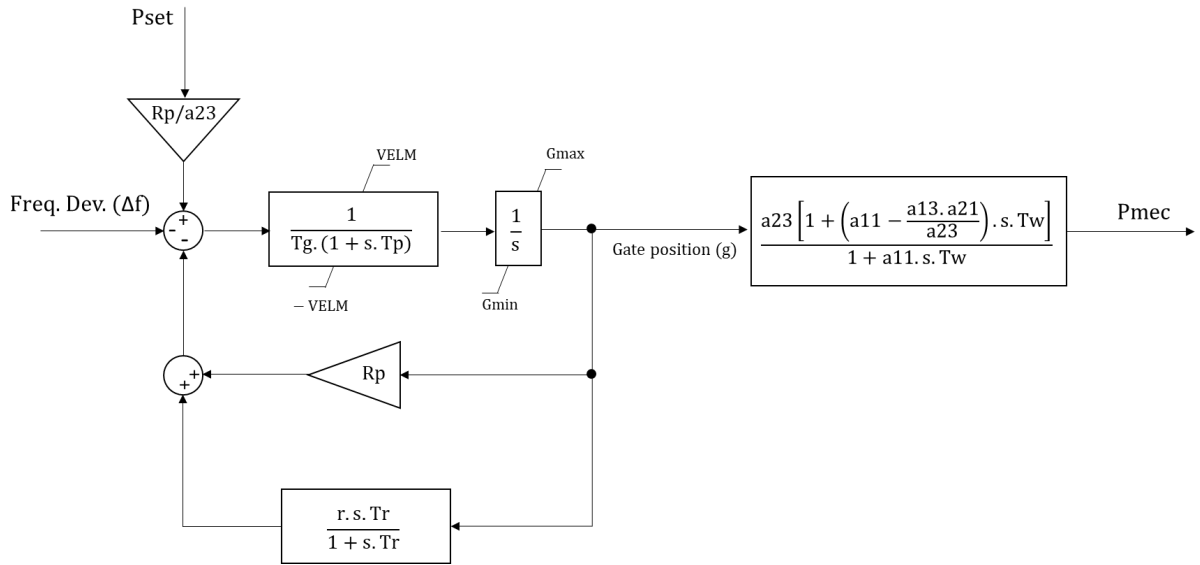 Pset
Rp/a23
Freq. Dev. (Δf)
+
-
-
VELM
1
Tg. (1 + s. Tp)
− VELM
Gmax
1
s
Gmin
Gate position (g)
a23 [1 + (a11 − a13. a21 / a23) . s. Tw]
1 + a11. s. Tw
Pmec
Rp
+
+
r. s. Tr
1 + s. Tr